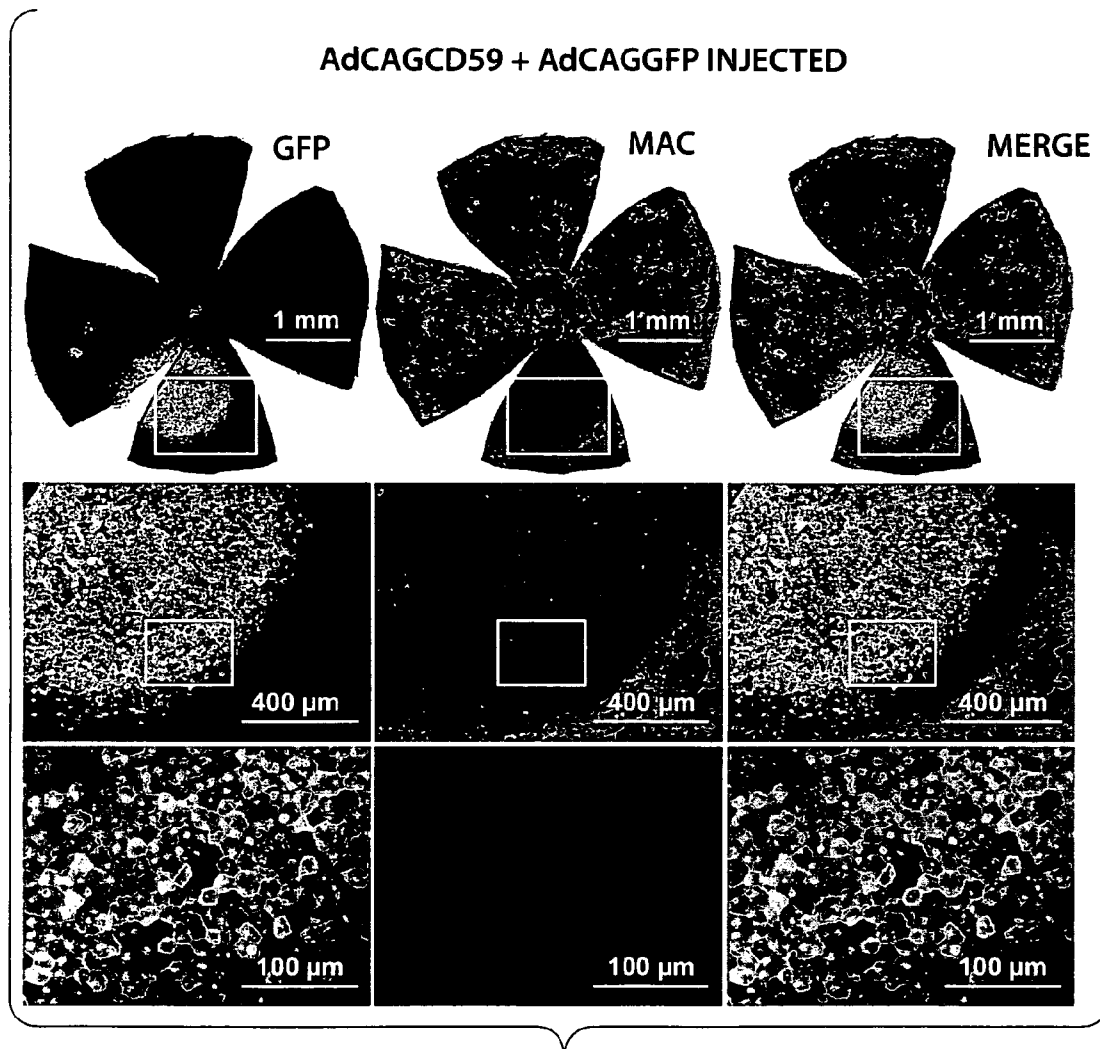 AdCAGCD59 + AdCAGGFP INJECTED
GFP
MAC
MERGE
1 mm
1 mm
1 mm
400 µm
400 µm
400 µm
100 µm
100 µm
100 µm